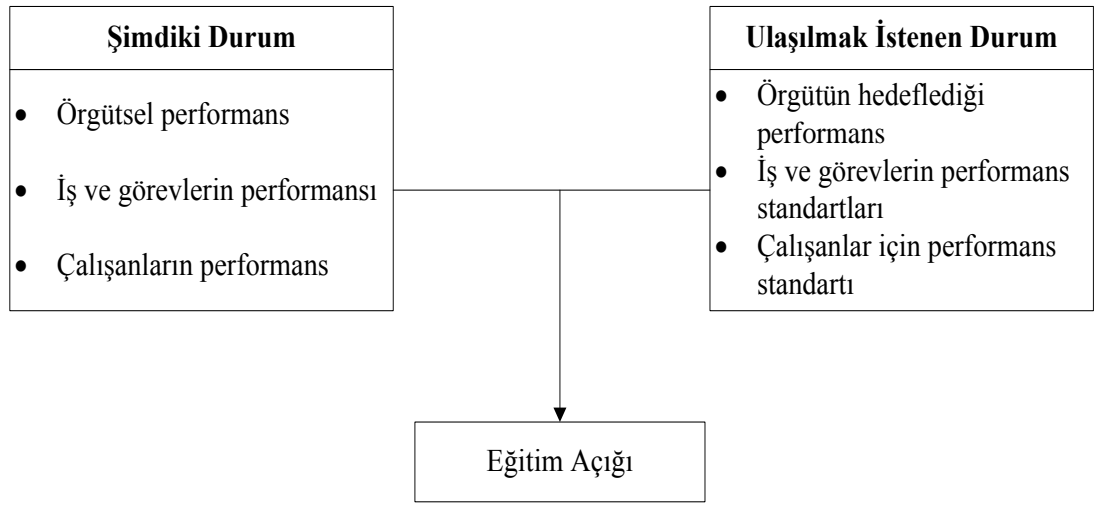 Şimdiki Durum
• Örgütsel performans
• İş ve görevlerin performansı
• Çalışanların performans
Ulaşılmak İstenen Durum
• Örgütün hedeflediği
performans
• İş ve görevlerin performans
standartları
• Çalışanlar için performans
standartı
Eğitim Açığı